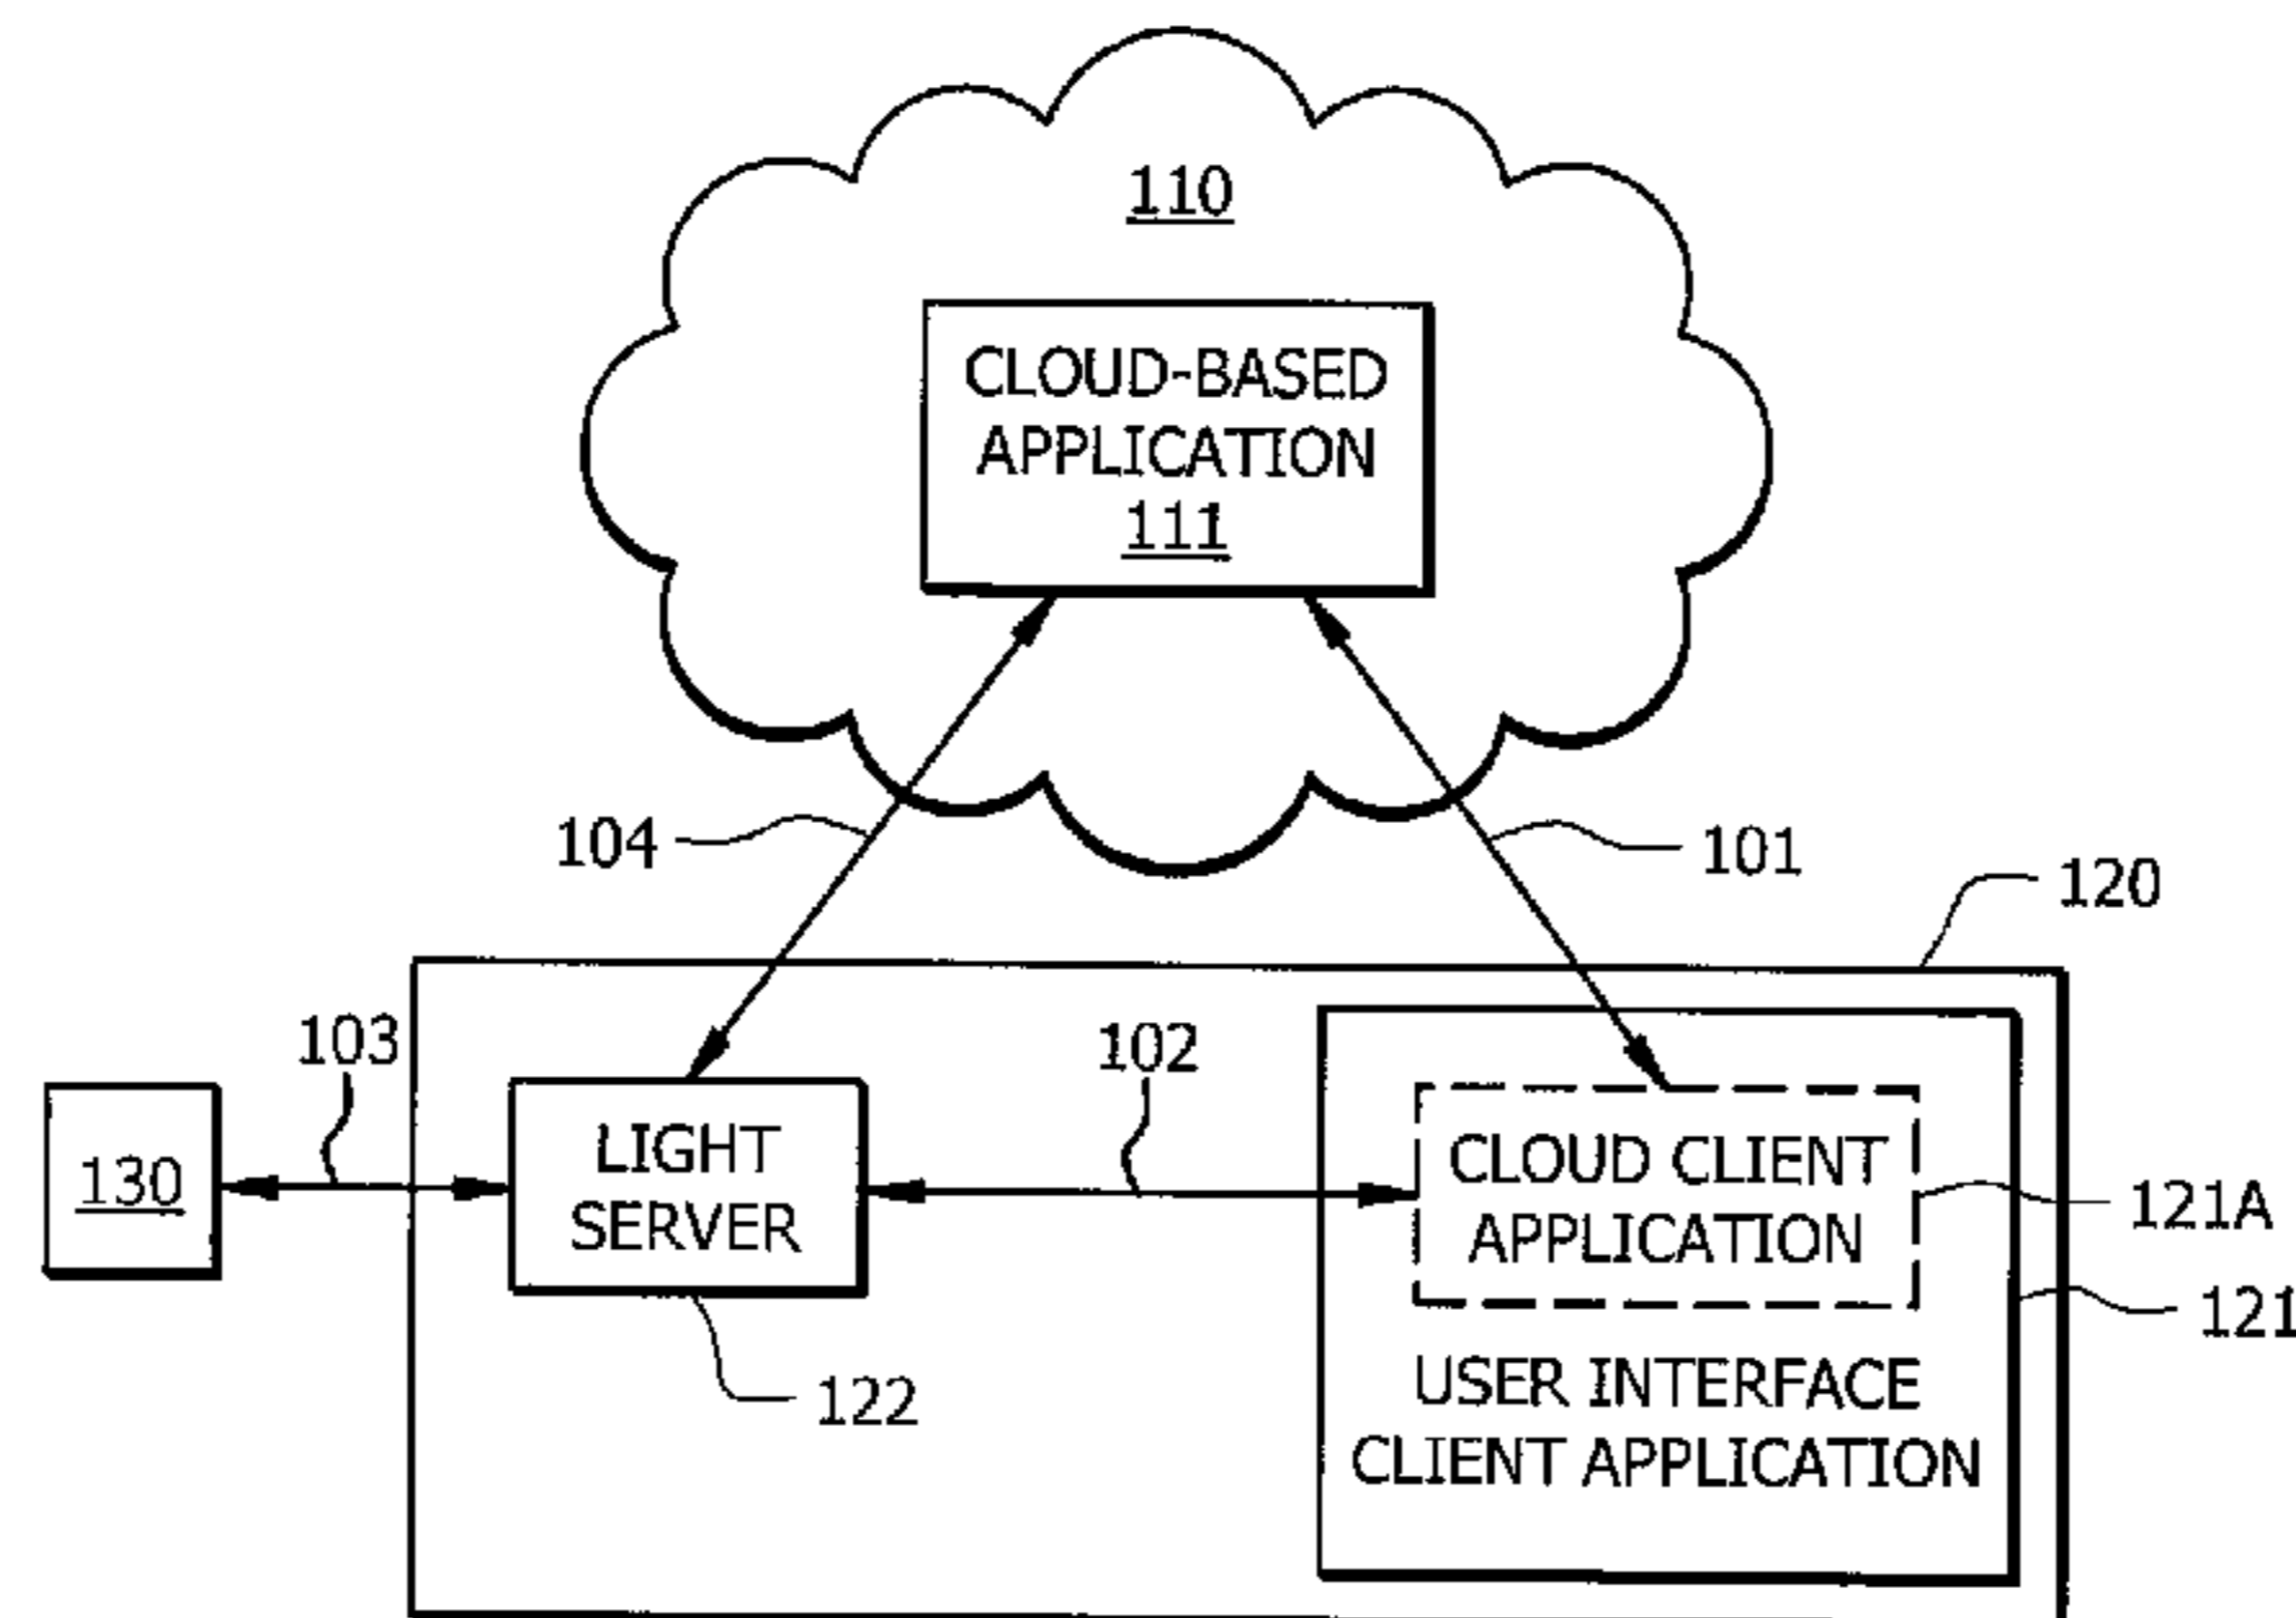 110
CLOUD-BASED
APPLICATION
111
104
101
120
103
102
130
LIGHT
SERVER
CLOUD CLIENT
APPLICATION
121A
121
USER INTERFACE
CLIENT APPLICATION
122